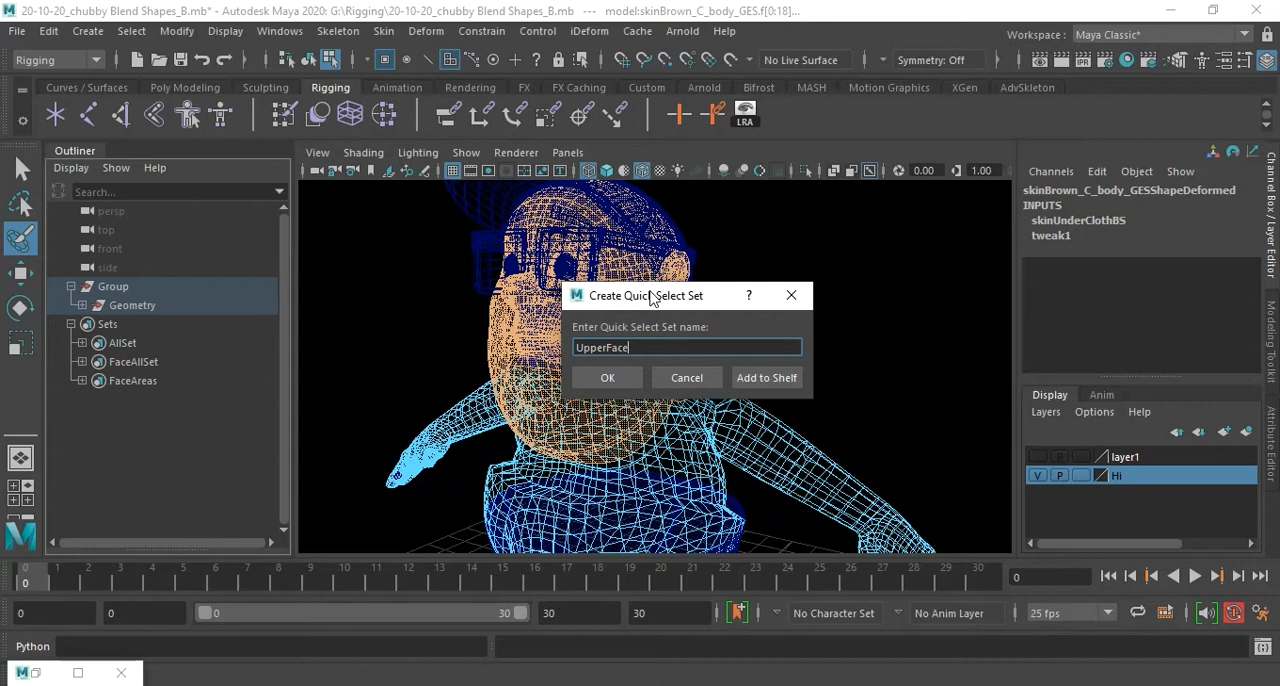 20-10-20_chubby Blend Shapes_B.mb* - Autodesk Maya 2020: G:\Rigging\20-10-20_chubby Blend Shapes_B.mb --- model:skinBrown_C_body_GES.f[0:18]...
File Edit Create Select Modify Display Windows Skeleton Skin Deform Constrain Control iDeform Cache Arnold Help
Workspace : Maya Classic*
Rigging No Live Surface Symmetry: Off
Curves / Surfaces Poly Modeling Sculpting Rigging Animation Rendering FX FX Caching Custom Arnold Bifrost MASH Motion Graphics XGen AdvSkeleton
LRA
Outliner
Display Show Help
Search...
persp
top
front
side
Group
Geometry
Sets
AllSet
FaceAllSet
FaceAreas
View Shading Lighting Show Renderer Panels
0.00 1.00
Create Quick Select Set ?
Enter Quick Select Set name:
UpperFace
OK Cancel Add to Shelf
Channels Edit Object Show
skinBrown_C_body_GESShapeDeformed
INPUTS
skinUnderClothBS
tweak1
Display Anim
Layers Options Help
P layer1
V P Hi
Channel Box / Layer Editor
Modeling Toolkit
Attribute Editor
0 1 2 3 4 5 6 7 8 9 10 11 12 13 14 15 16 17 18 19 20 21 22 23 24 25 26 27 28 29 30
0 0
0 0 0 30 30 30 No Character Set No Anim Layer 25 fps
Python